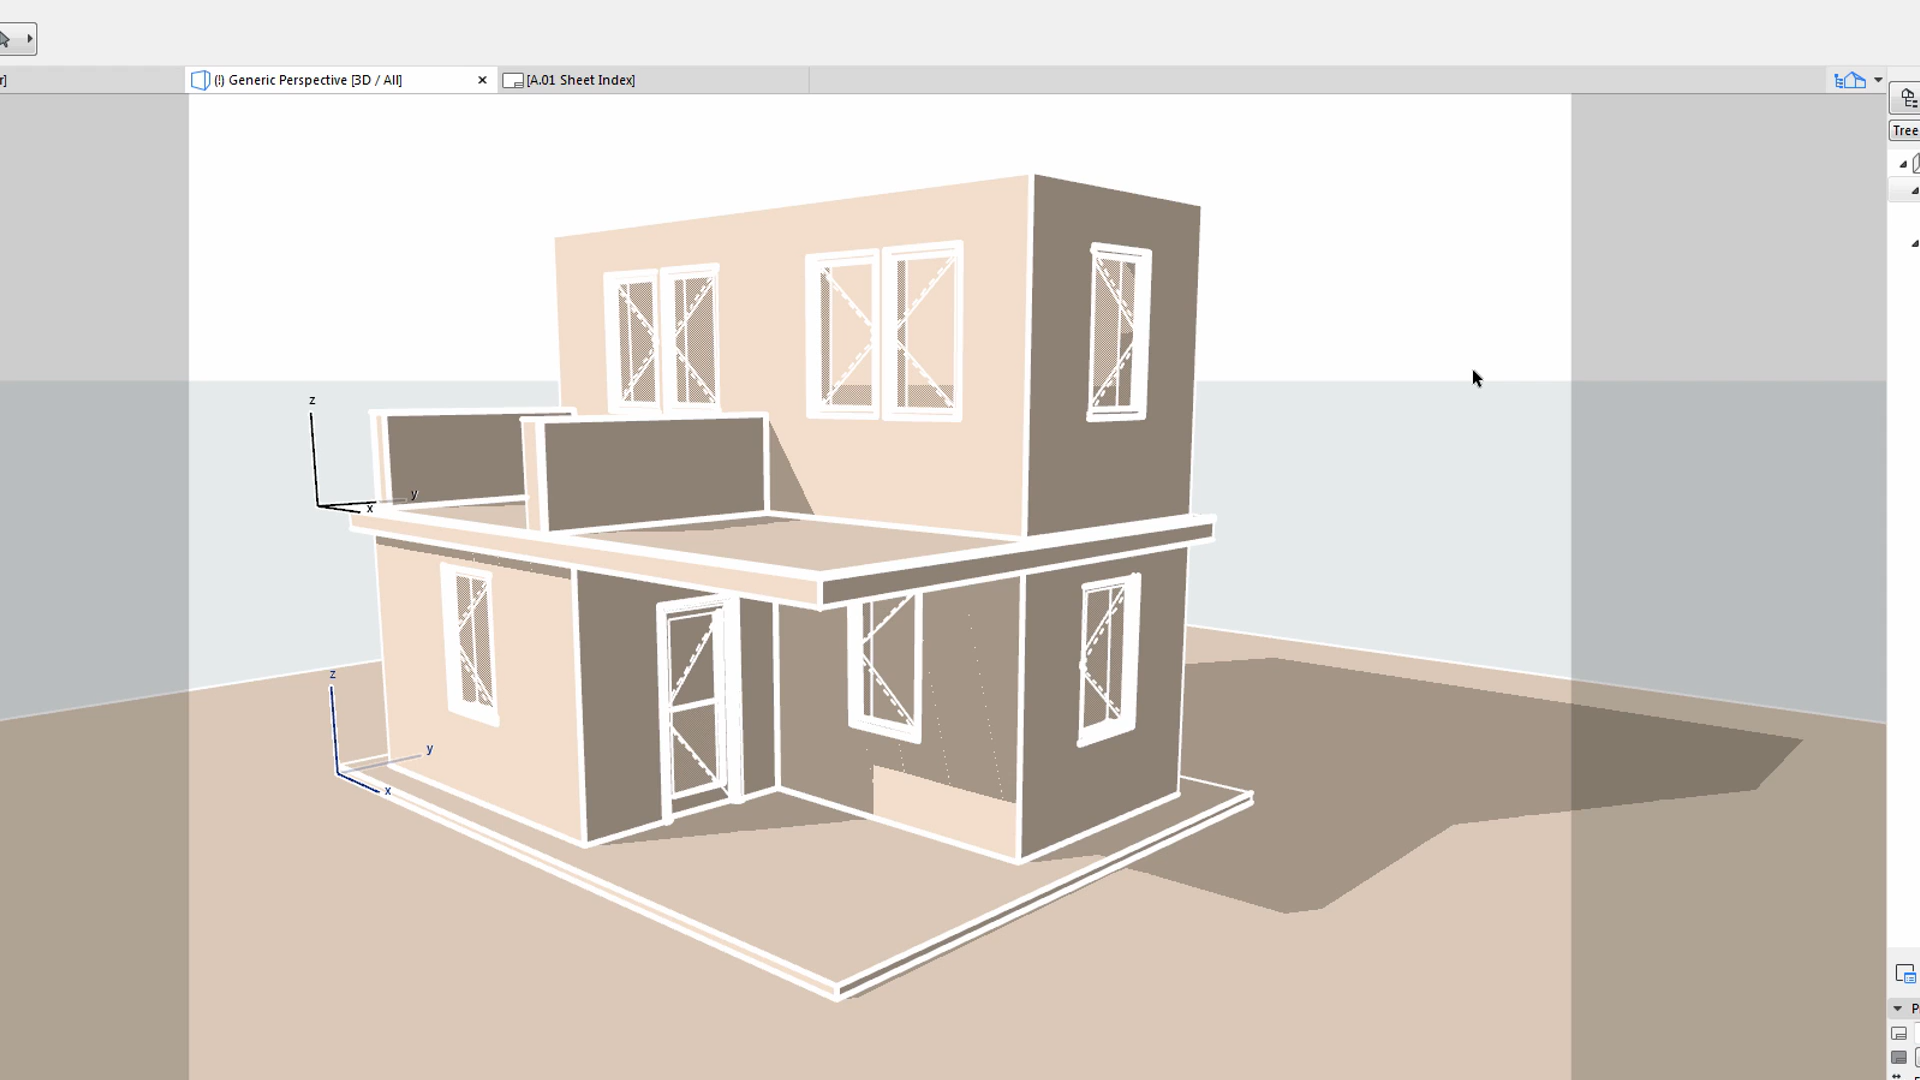 r]
(!) Generic Perspective [3D / All]
[A.01 Sheet Index]
Tree
z
y
x
z
y
x
P